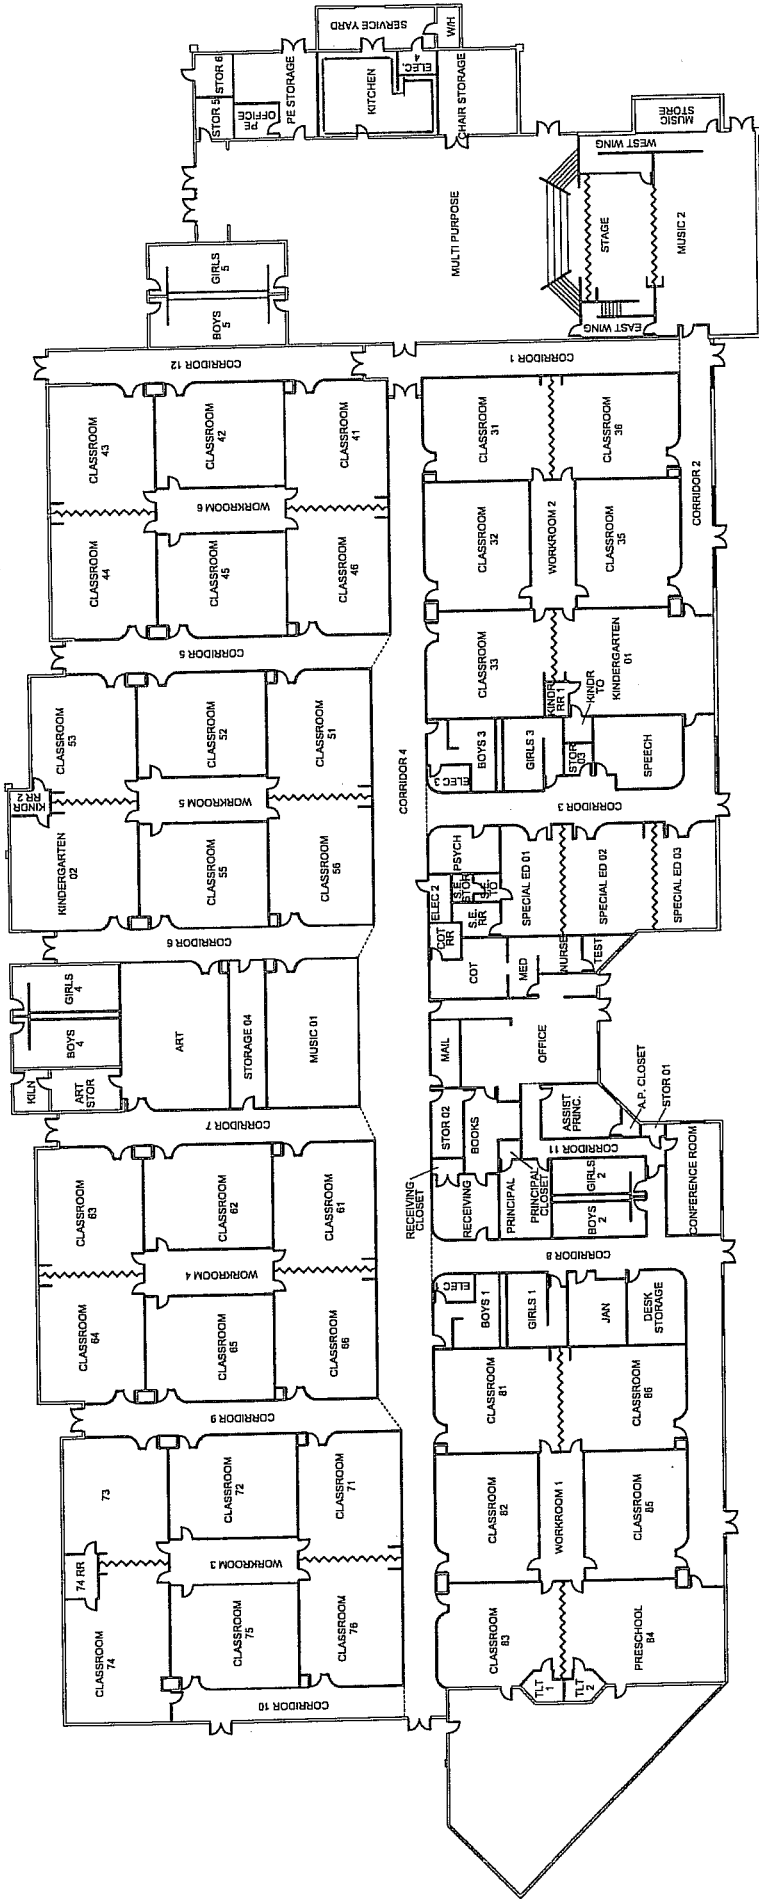 SERVICE YARD
W/H
STOR 6
STOR 5
PE
OFFICE
PE STORAGE
KITCHEN
ELEC.
4
CHAIR STORAGE
MUSIC
STORE
WEST WING
STAGE
EAST WING
MUSIC 2
MULTI PURPOSE
GIRLS
5
BOYS
5
CORRIDOR 12
CORRIDOR 1
CORRIDOR 2
CLASSROOM
43
CLASSROOM
42
CLASSROOM
41
WORKROOM 6
CLASSROOM
44
CLASSROOM
45
CLASSROOM
46
CLASSROOM
31
CLASSROOM
36
CLASSROOM
32
WORKROOM 2
CLASSROOM
35
CLASSROOM
33
KINDERGARTEN
01
KINDR
RR 1
KINDR
TO
CORRIDOR 5
CORRIDOR 4
CLASSROOM
53
CLASSROOM
52
CLASSROOM
51
KINDR
RR 2
WORKROOM 5
KINDERGARTEN
02
CLASSROOM
55
CLASSROOM
56
ELEC 3
BOYS 3
GIRLS 3
STOR
03
SPEECH
CORRIDOR 3
PSYCH
ELEC 2
S.E.
STOR
S.E.
TO
S.E.
RR
COT
RR
SPECIAL ED 01
SPECIAL ED 02
SPECIAL ED 03
COT
MED
NURSE
TEST
CORRIDOR 6
GIRLS
4
BOYS
4
KILN
ART
STOR
ART
STORAGE 04
MUSIC 01
MAIL
OFFICE
STOR 02
BOOKS
ASSIST
PRINC.
A.P. CLOSET
STOR 01
CORRIDOR 7
RECEIVING
CLOSET
RECEIVING
PRINCIPAL
PRINCIPAL
CLOSET
CORRIDOR 11
GIRLS
2
BOYS
2
CONFERENCE ROOM
CORRIDOR 8
CLASSROOM
63
CLASSROOM
62
CLASSROOM
61
WORKROOM 4
CLASSROOM
64
CLASSROOM
65
CLASSROOM
66
ELEC
BOYS 1
GIRLS 1
JAN
DESK
STORAGE
CORRIDOR 9
CLASSROOM
81
CLASSROOM
86
CLASSROOM
82
WORKROOM 1
CLASSROOM
85
CLASSROOM
83
PRESCHOOL
84
TLT
1
TLT
2
73
CLASSROOM
72
CLASSROOM
71
74 RR
WORKROOM 3
CLASSROOM
74
CLASSROOM
75
CLASSROOM
76
CORRIDOR 10